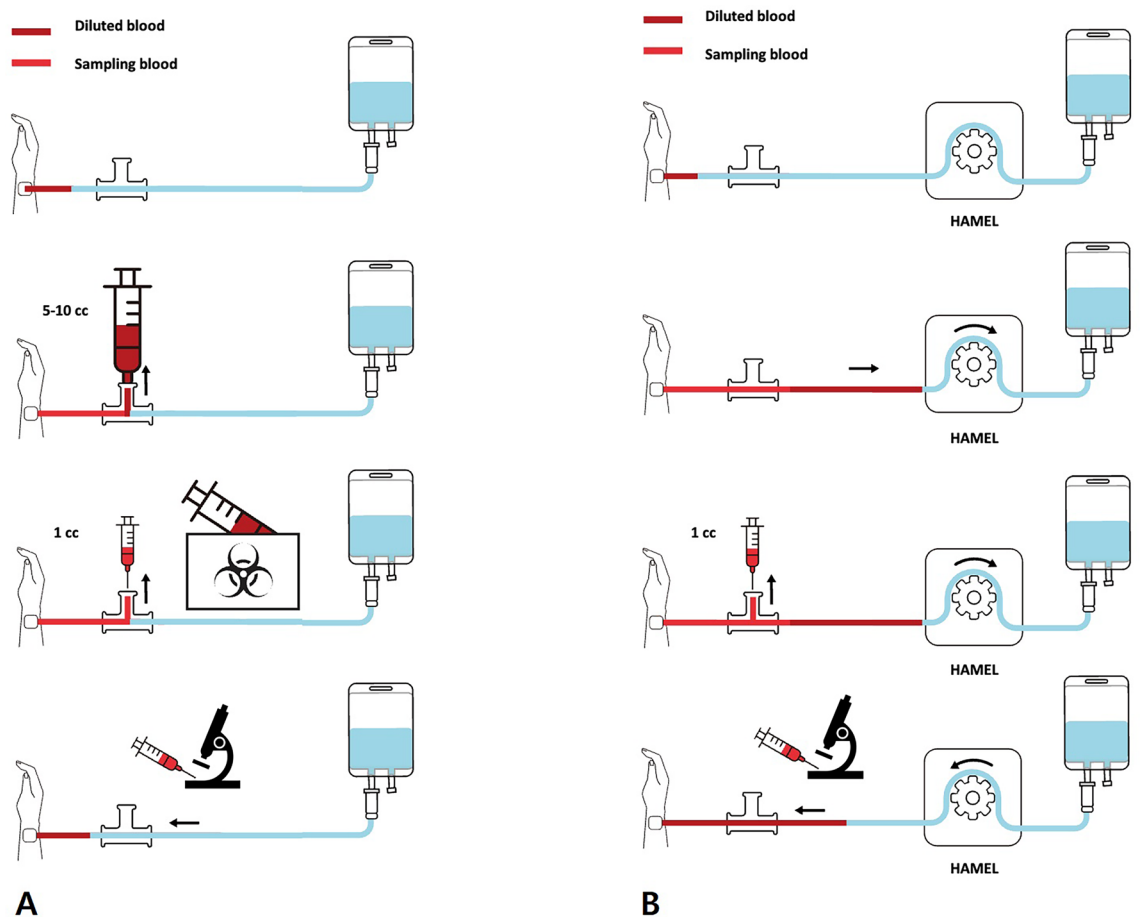 Diluted blood
Sampling blood
5-10 cc
1 cc
A
Diluted blood
Sampling blood
HAMEL
HAMEL
1 cc
HAMEL
HAMEL
B